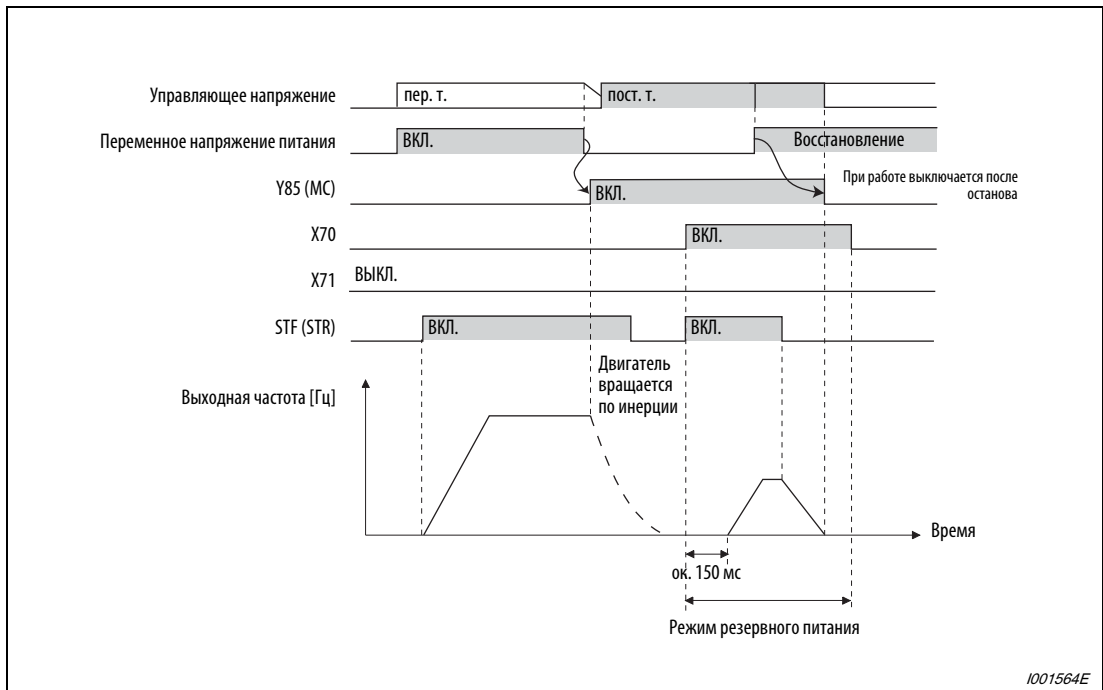 Управляющее напряжение
пер. т.
пост. т.
Переменное напряжение питания
ВКЛ.
Восстановление
Y85 (MC)
ВКЛ.
При работе выключается после
останова
X70
ВКЛ.
X71
ВЫКЛ.
STF (STR)
ВКЛ.
ВКЛ.
Двигатель
вращается
по инерции
Выходная частота [Гц]
Время
ок. 150 мс
Режим резервного питания
I001564E